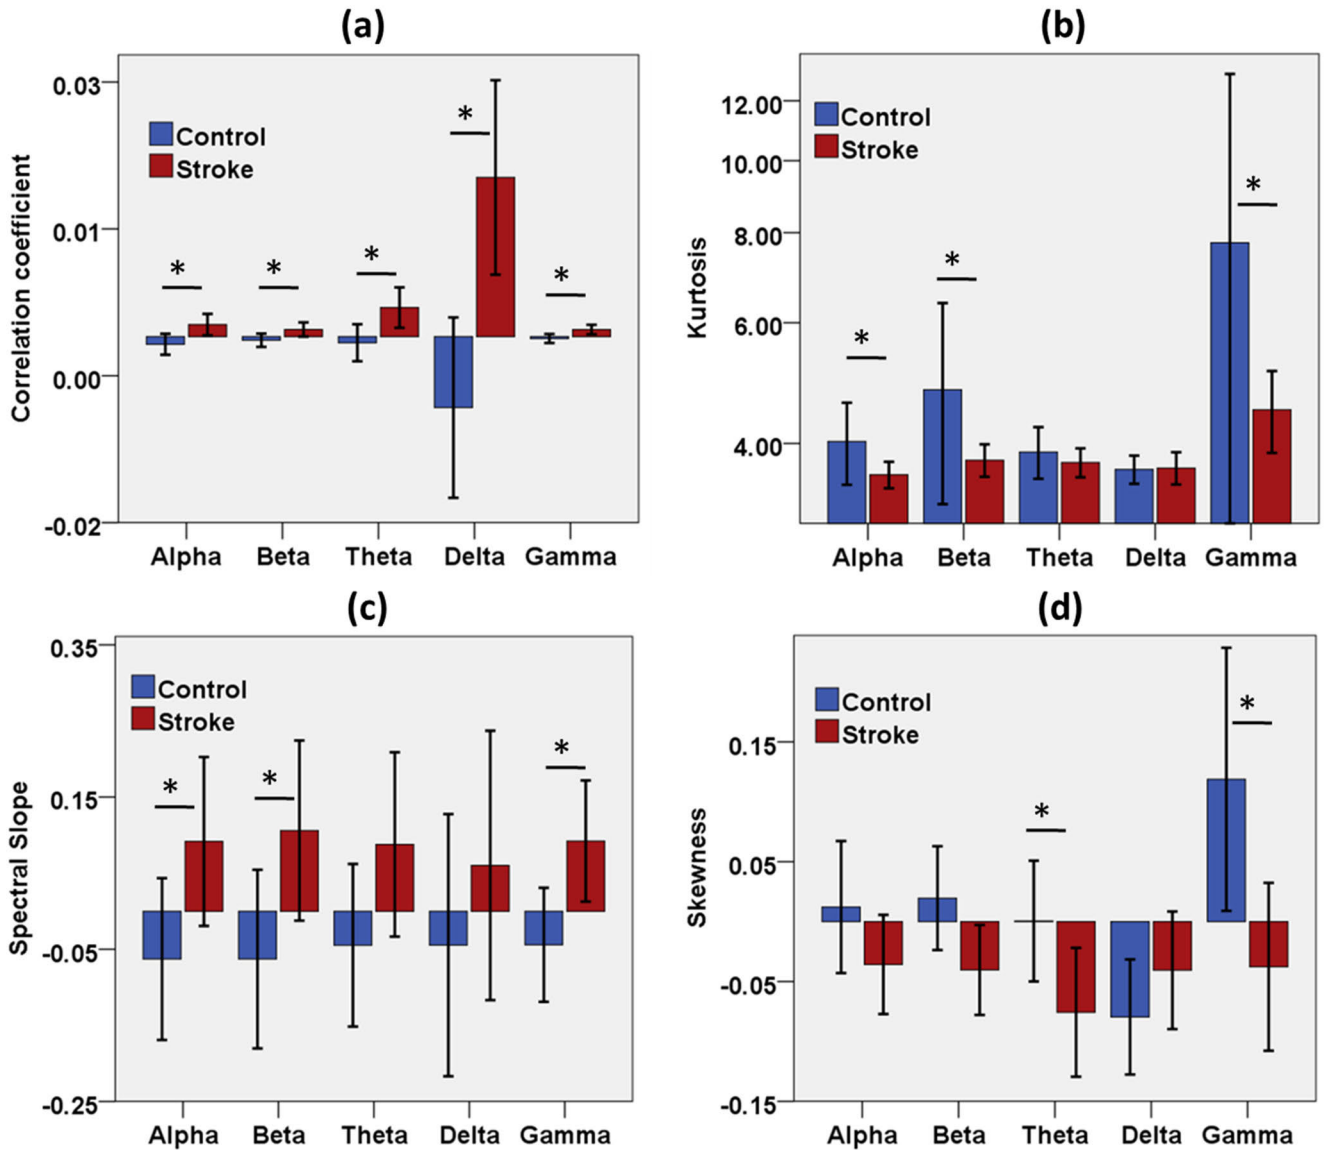 (a)
Correlation coefficient
0.03
0.01
0.00
-0.02
Control
Stroke
*
*
*
*
*
Alpha Beta Theta Delta Gamma
(b)
Kurtosis
12.00
10.00
8.00
6.00
4.00
Control
Stroke
*
*
*
Alpha Beta Theta Delta Gamma
(c)
Spectral Slope
0.35
0.15
-0.05
-0.25
Control
Stroke
*
*
*
Alpha Beta Theta Delta Gamma
(d)
Skewness
0.15
0.05
-0.05
-0.15
Control
Stroke
*
*
Alpha Beta Theta Delta Gamma